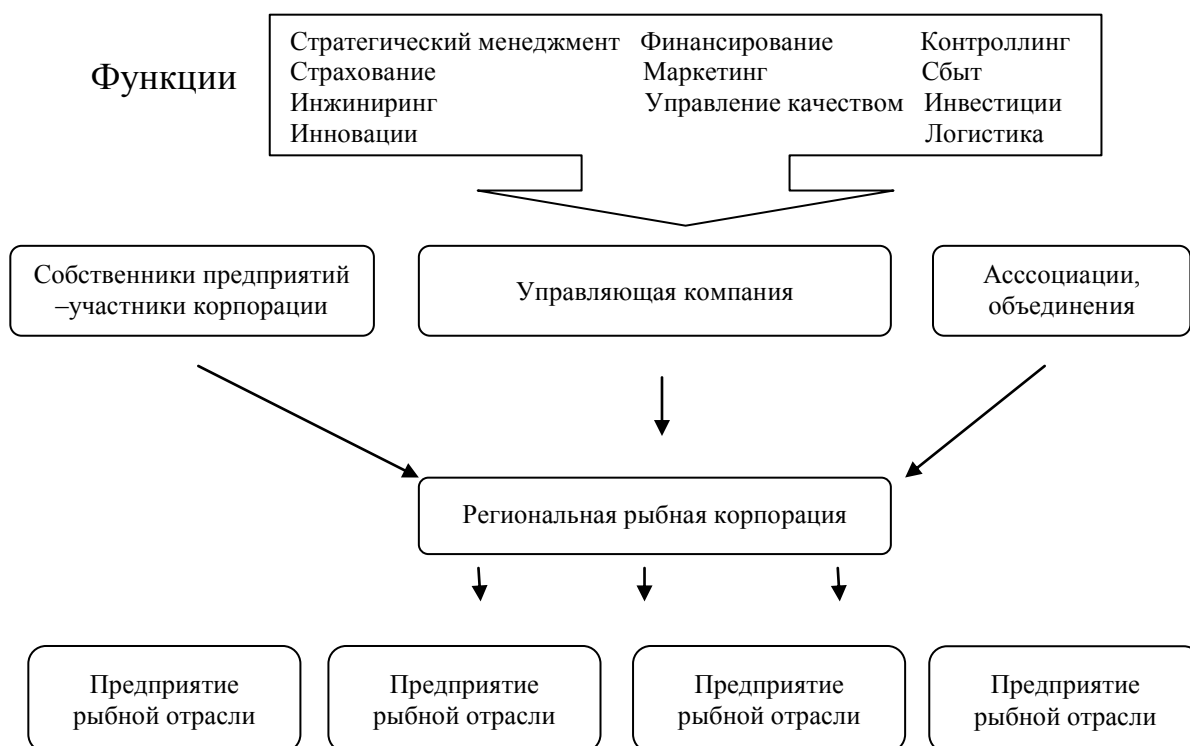 Функции
Стратегический менеджмент Финансирование Контроллинг
Страхование Маркетинг Сбыт
Инжиниринг Управление качеством Инвестиции
Инновации Логистика
Собственники предприятий
–участники корпорации
Управляющая компания
Асссоциации,
объединения
Региональная рыбная корпорация
Предприятие
рыбной отрасли
Предприятие
рыбной отрасли
Предприятие
рыбной отрасли
Предприятие
рыбной отрасли